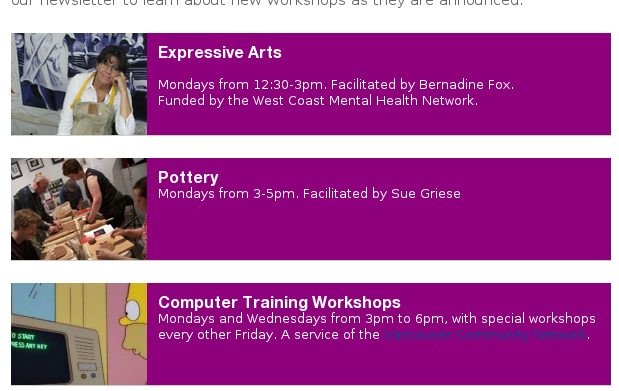 our newsletter to learn about new workshops as they are announced.
Expressive Arts
Mondays from 12:30-3pm. Facilitated by Bernadine Fox.
Funded by the West Coast Mental Health Network.
Pottery
Mondays from 3-5pm. Facilitated by Sue Griese
Computer Training Workshops
Mondays and Wednesdays from 3pm to 6pm, with special workshops
every other Friday. A service of the Vancouver Community Network.
O START
RESS ANY KEY